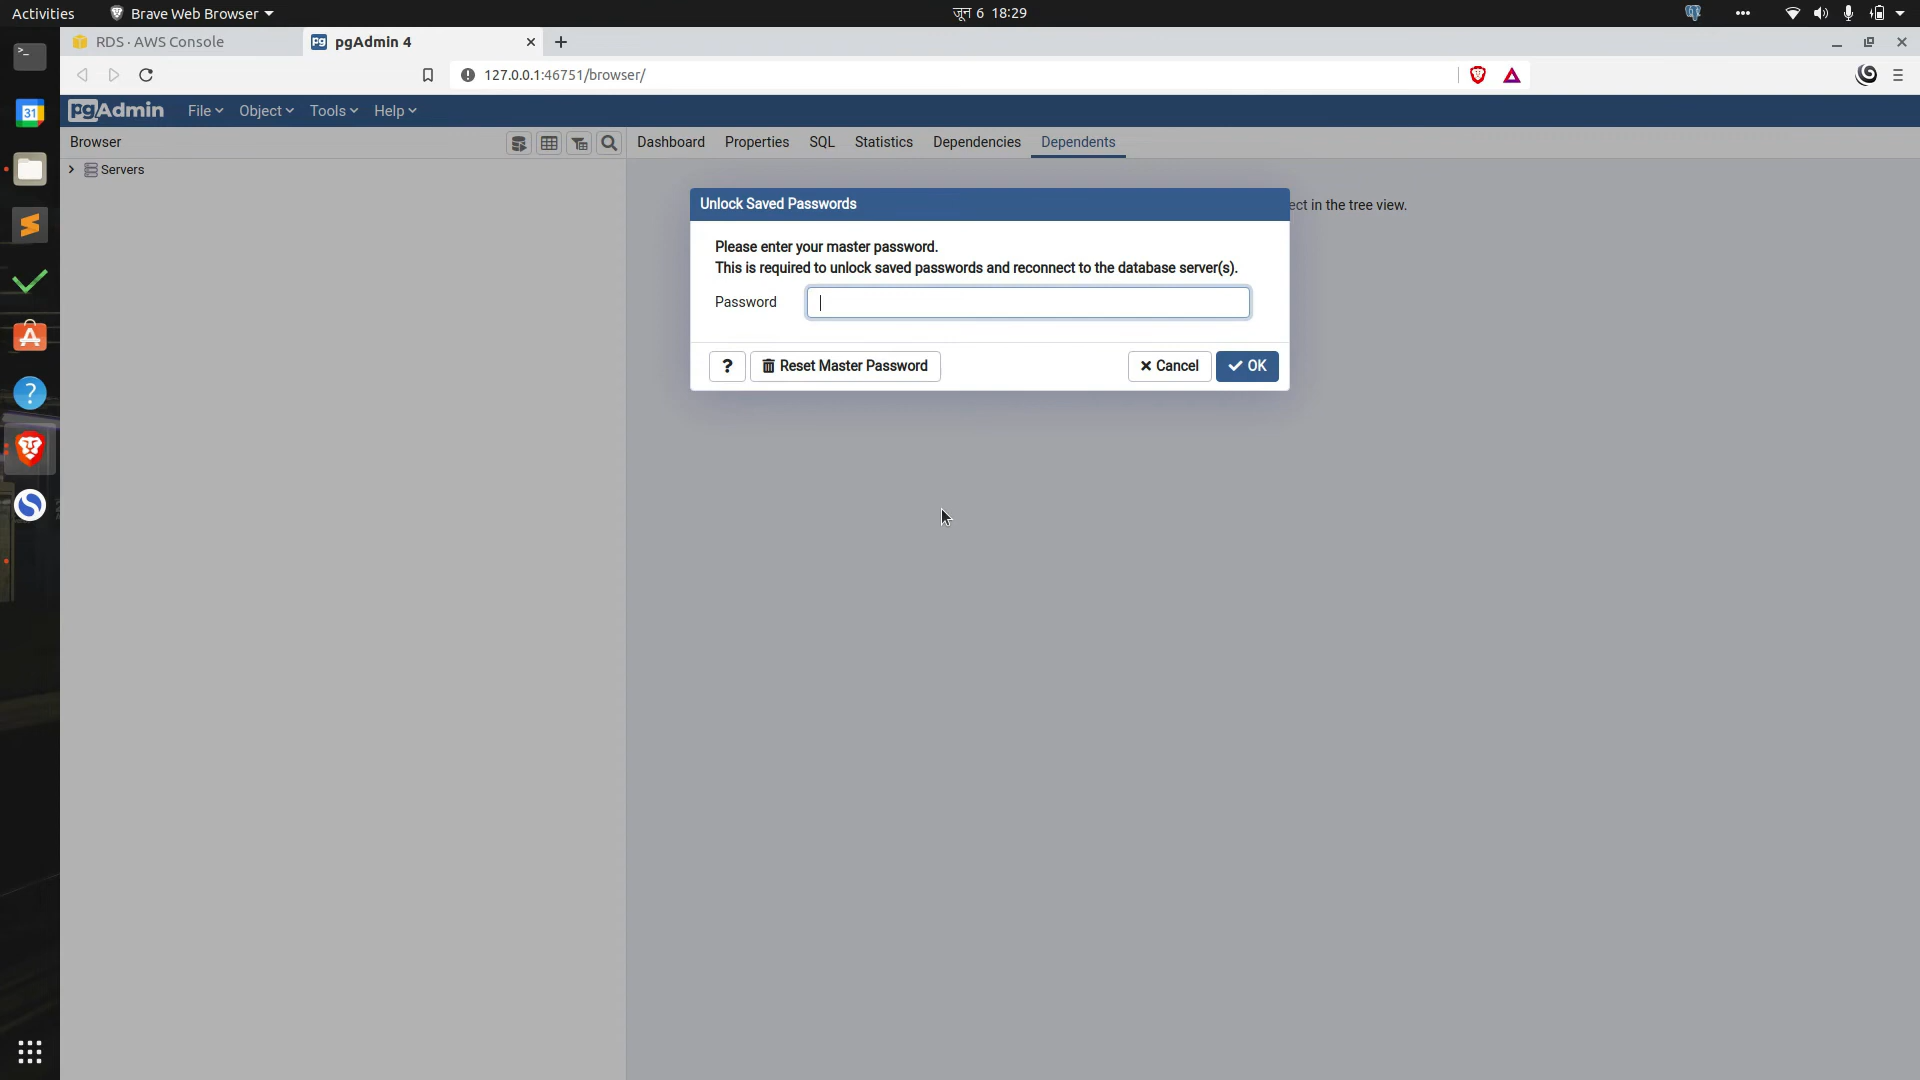 Activities
Brave Web Browser
जून 6 18:29
RDS · AWS Console
pgAdmin 4
127.0.0.1:46751/browser/
31
pgAdmin
File
Object
Tools
Help
Browser
Dashboard
Properties
SQL
Statistics
Dependencies
Dependents
Servers
Unlock Saved Passwords
ect in the tree view.
Please enter your master password.
This is required to unlock saved passwords and reconnect to the database server(s).
Password
?
Reset Master Password
Cancel
OK